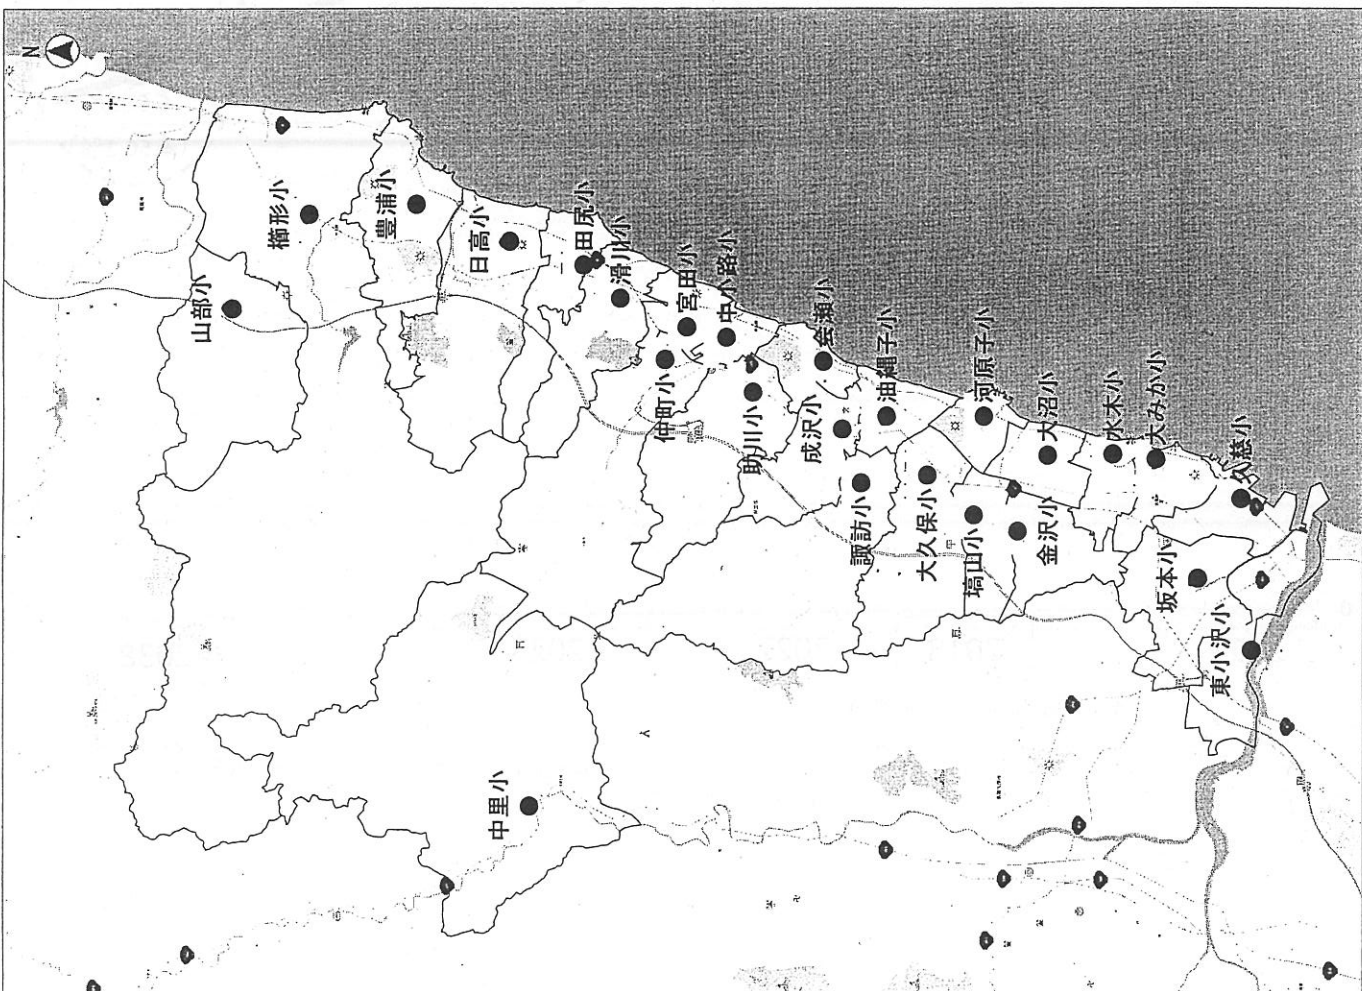 N
櫛形小
山部小
豊浦小
日高小
田尻小
滑川小
宮田小
中小路小
仲町小
助川小
会瀬小
成沢小
油縄子小
諏訪小
河原子小
大久保小
塙山小
大沼小
金沢小
水木小
大みか小
久慈小
坂本小
東小沢小
中里小